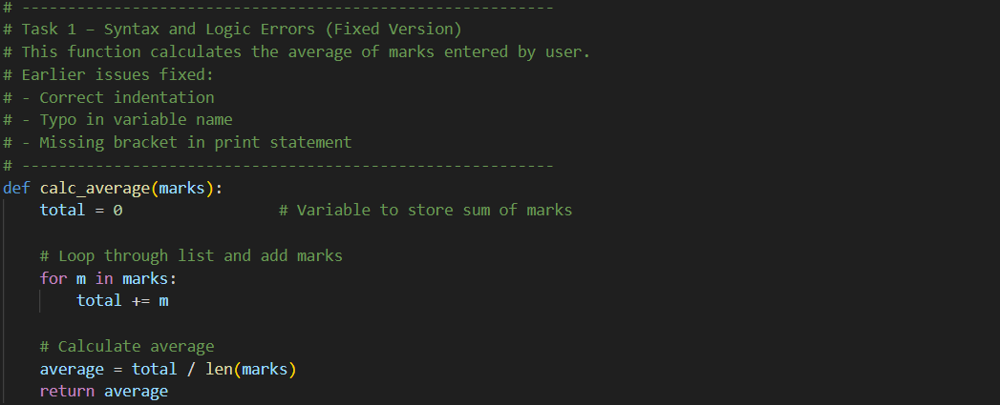 # ----------------------------------------------------------
# Task 1 – Syntax and Logic Errors (Fixed Version)
# This function calculates the average of marks entered by user.
# Earlier issues fixed:
# - Correct indentation
# - Typo in variable name
# - Missing bracket in print statement
# ----------------------------------------------------------
def calc_average(marks):
    total = 0                 # Variable to store sum of marks
    # Loop through list and add marks
    for m in marks:
        total += m
    # Calculate average
    average = total / len(marks)
    return average